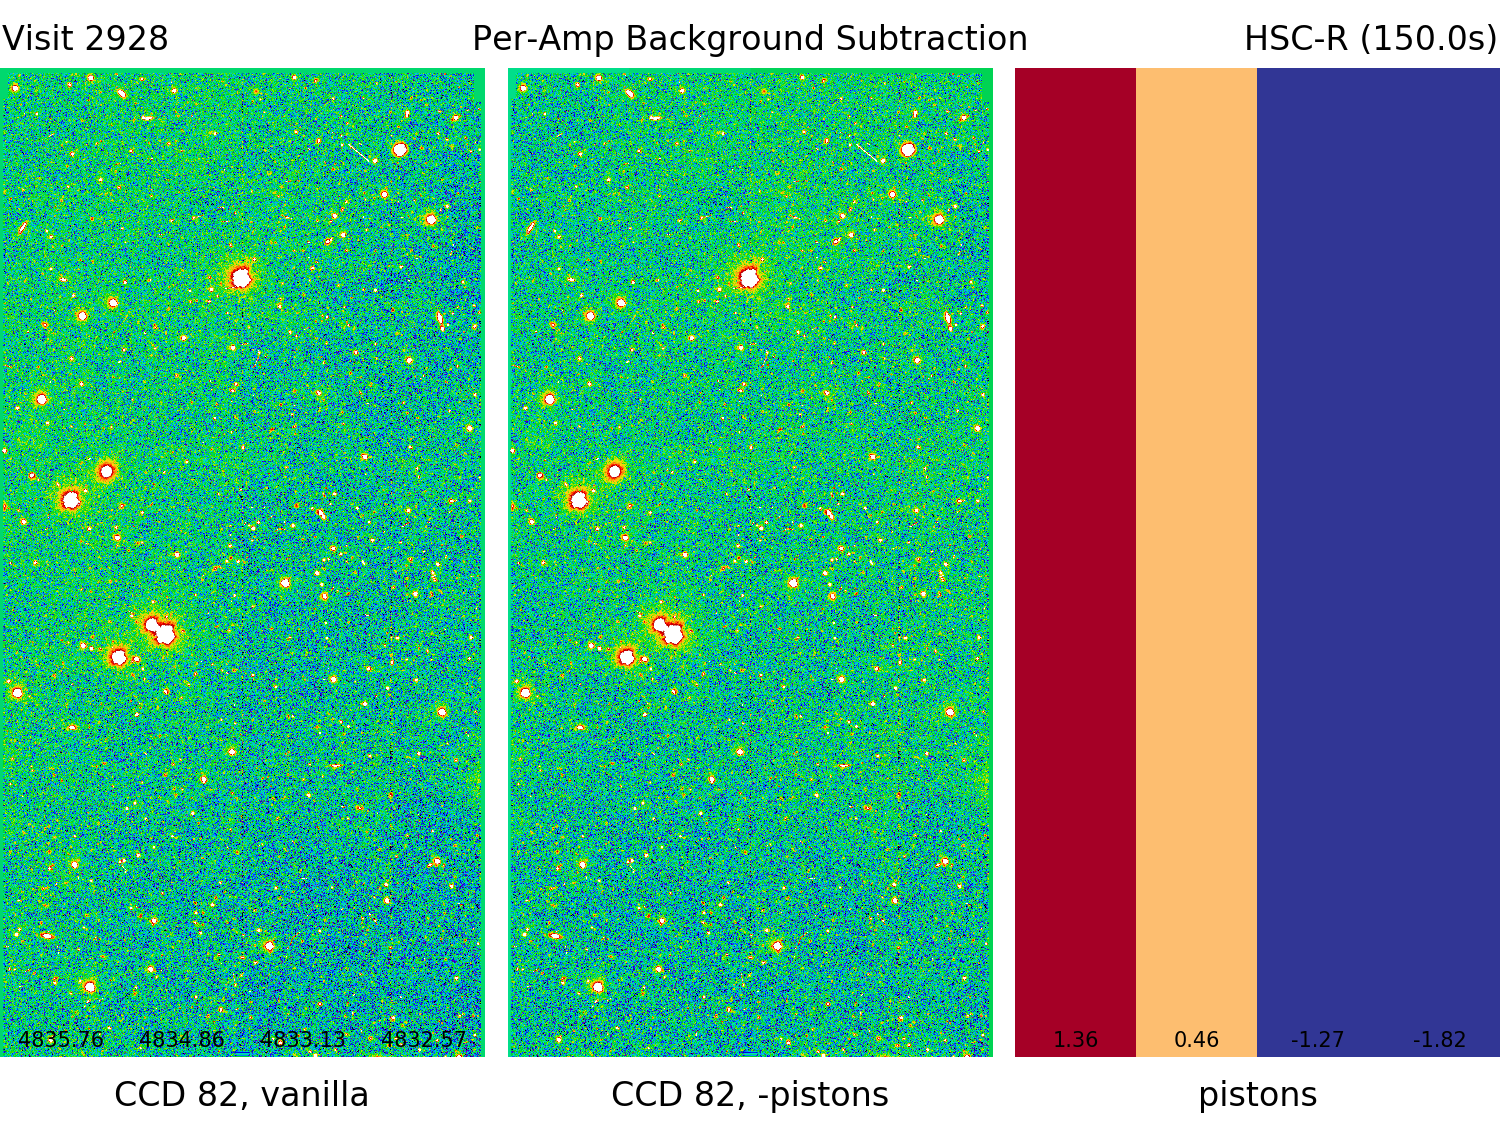 Visit 2928 Per-Amp Background Subtraction HSC-R (150.0s)
4835.76 4834.86 4833.13 4832.57 1.36 0.46 -1.27 -1.82
CCD 82, vanilla CCD 82, -pistons pistons